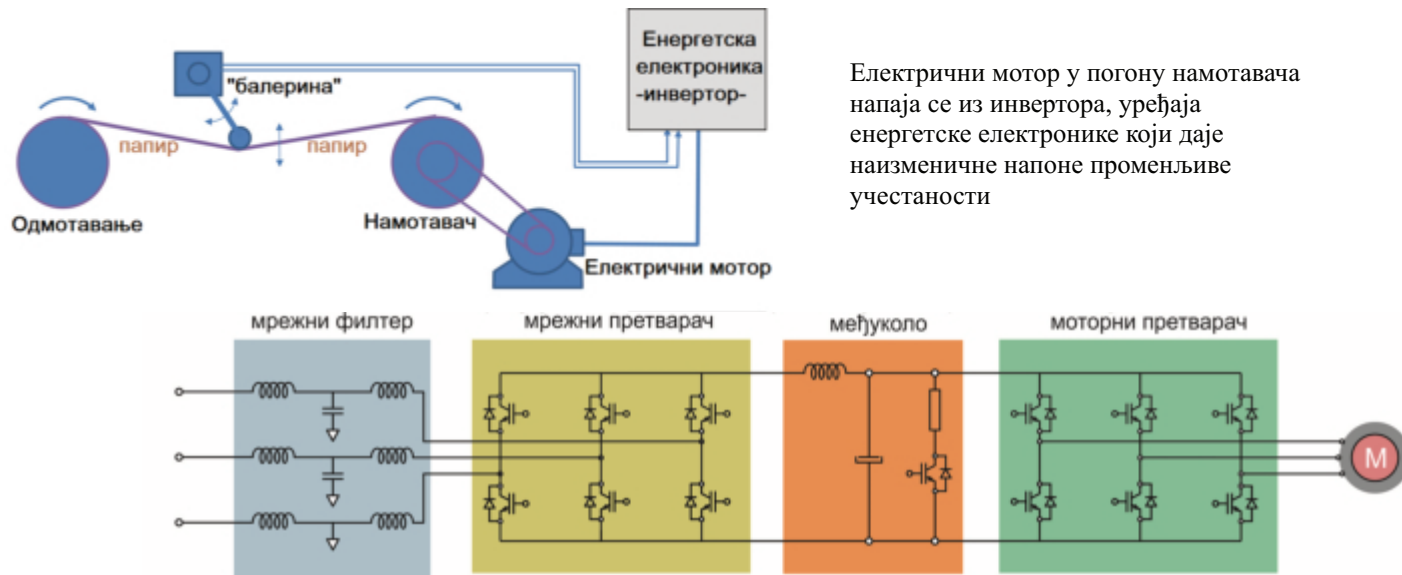 Енергетска
електроника
-инвертор-
"балерина"
папир
папир
Одмотавање
Намотавач
Електрични мотор
Електрични мотор у погону намотавача
напаја се из инвертора, уређаја
енергетске електронике који даје
наизменичне напоне променљиве
учестаности
мрежни филтер
мрежни претварач
међуколо
моторни претварач
M